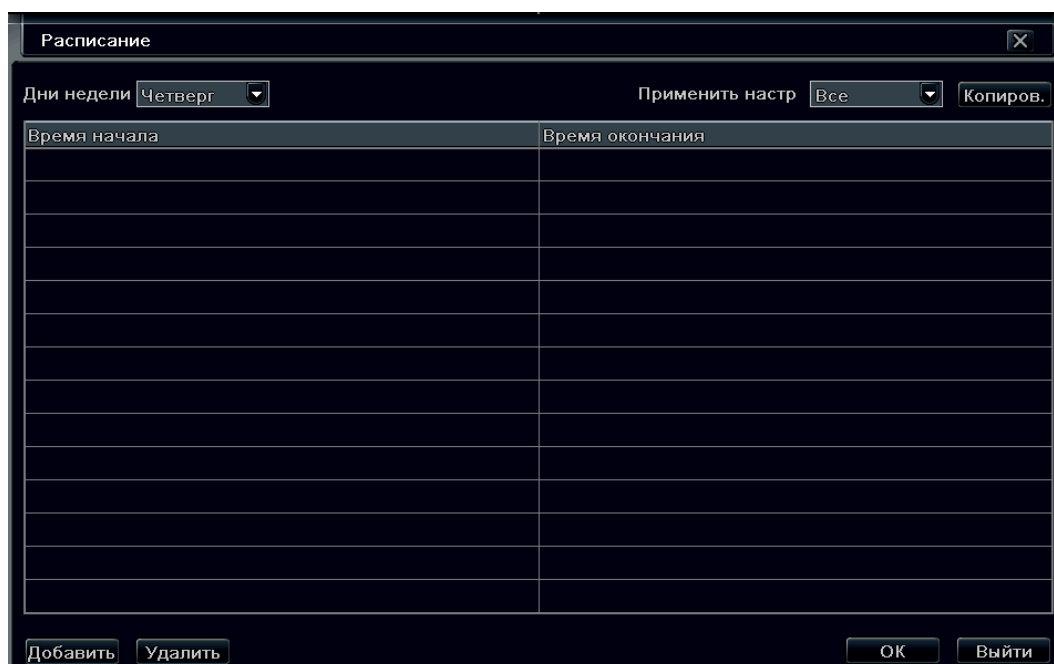 Расписание
Дни недели Четверг Применить настр Все Копиров.
Время начала Время окончания
Добавить Удалить ОК Выйти